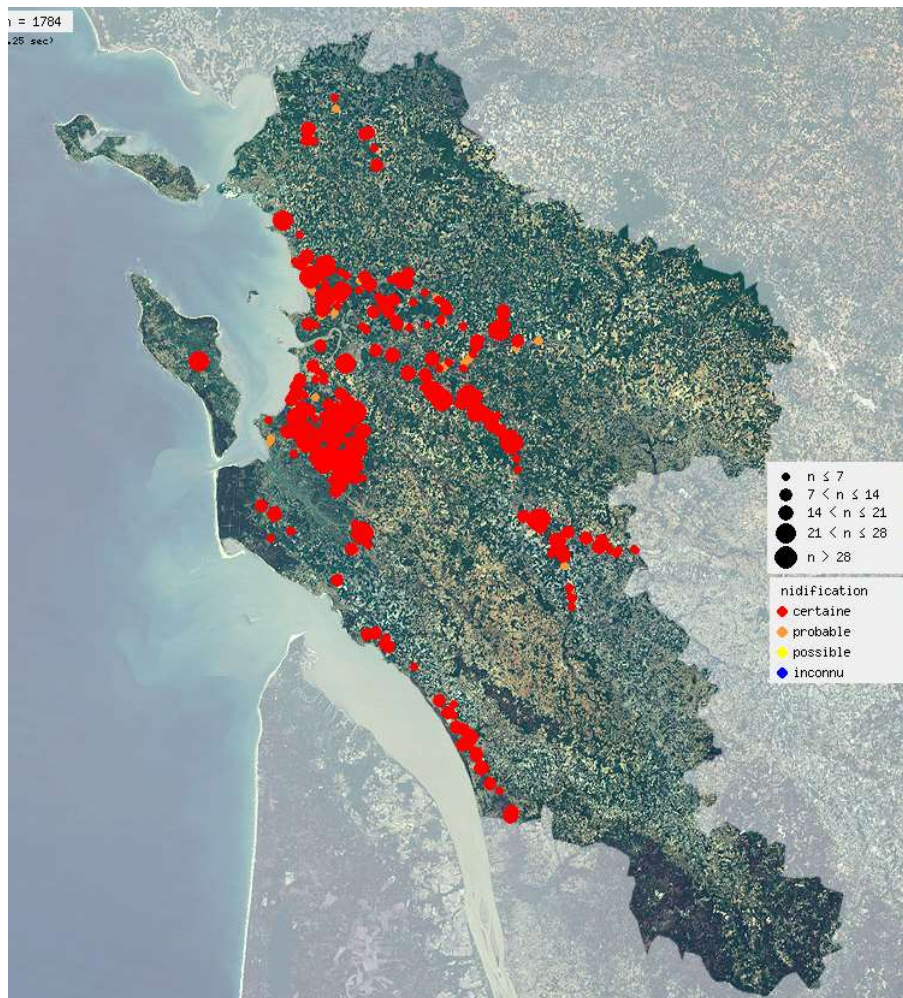 n = 1784
.25 sec)
n ≤ 7
7 < n ≤ 14
14 < n ≤ 21
21 < n ≤ 28
n > 28
nidification
certaine
probable
possible
inconnu